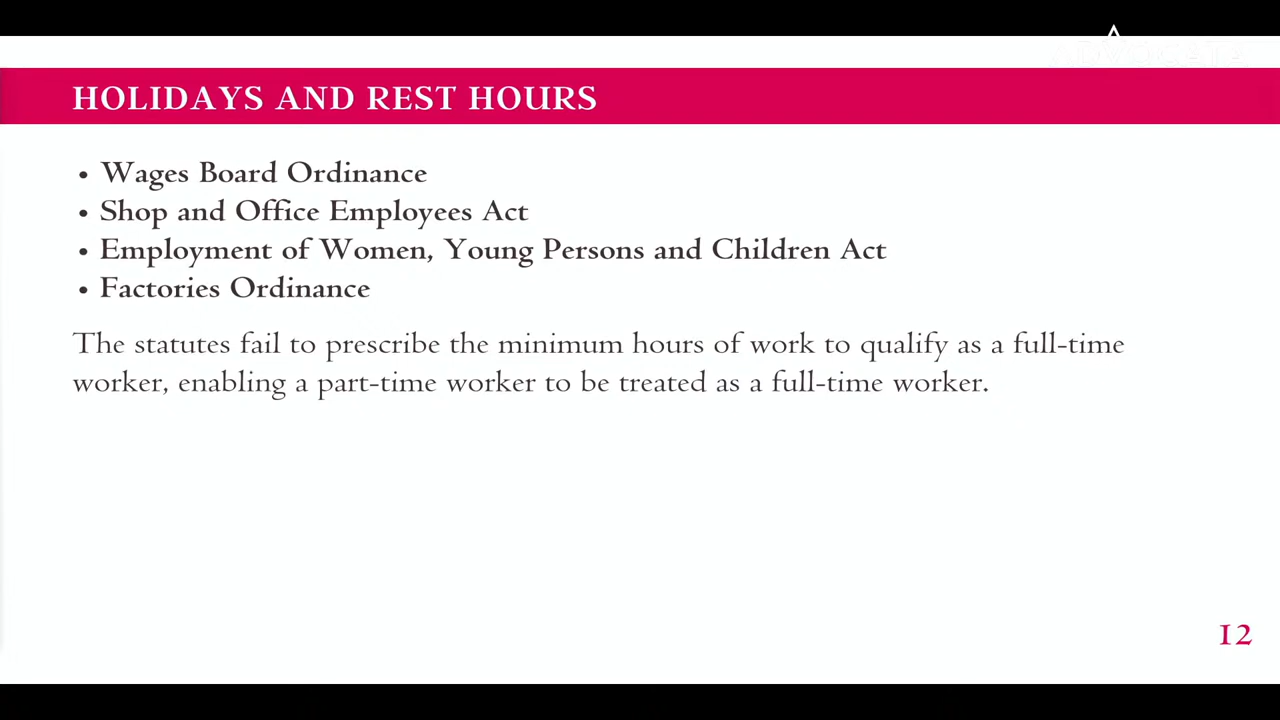 HOLIDAYS AND REST HOURS
• Wages Board Ordinance
• Shop and Office Employees Act
• Employment of Women, Young Persons and Children Act
• Factories Ordinance
The statutes fail to prescribe the minimum hours of work to qualify as a full-time
worker, enabling a part-time worker to be treated as a full-time worker.
12